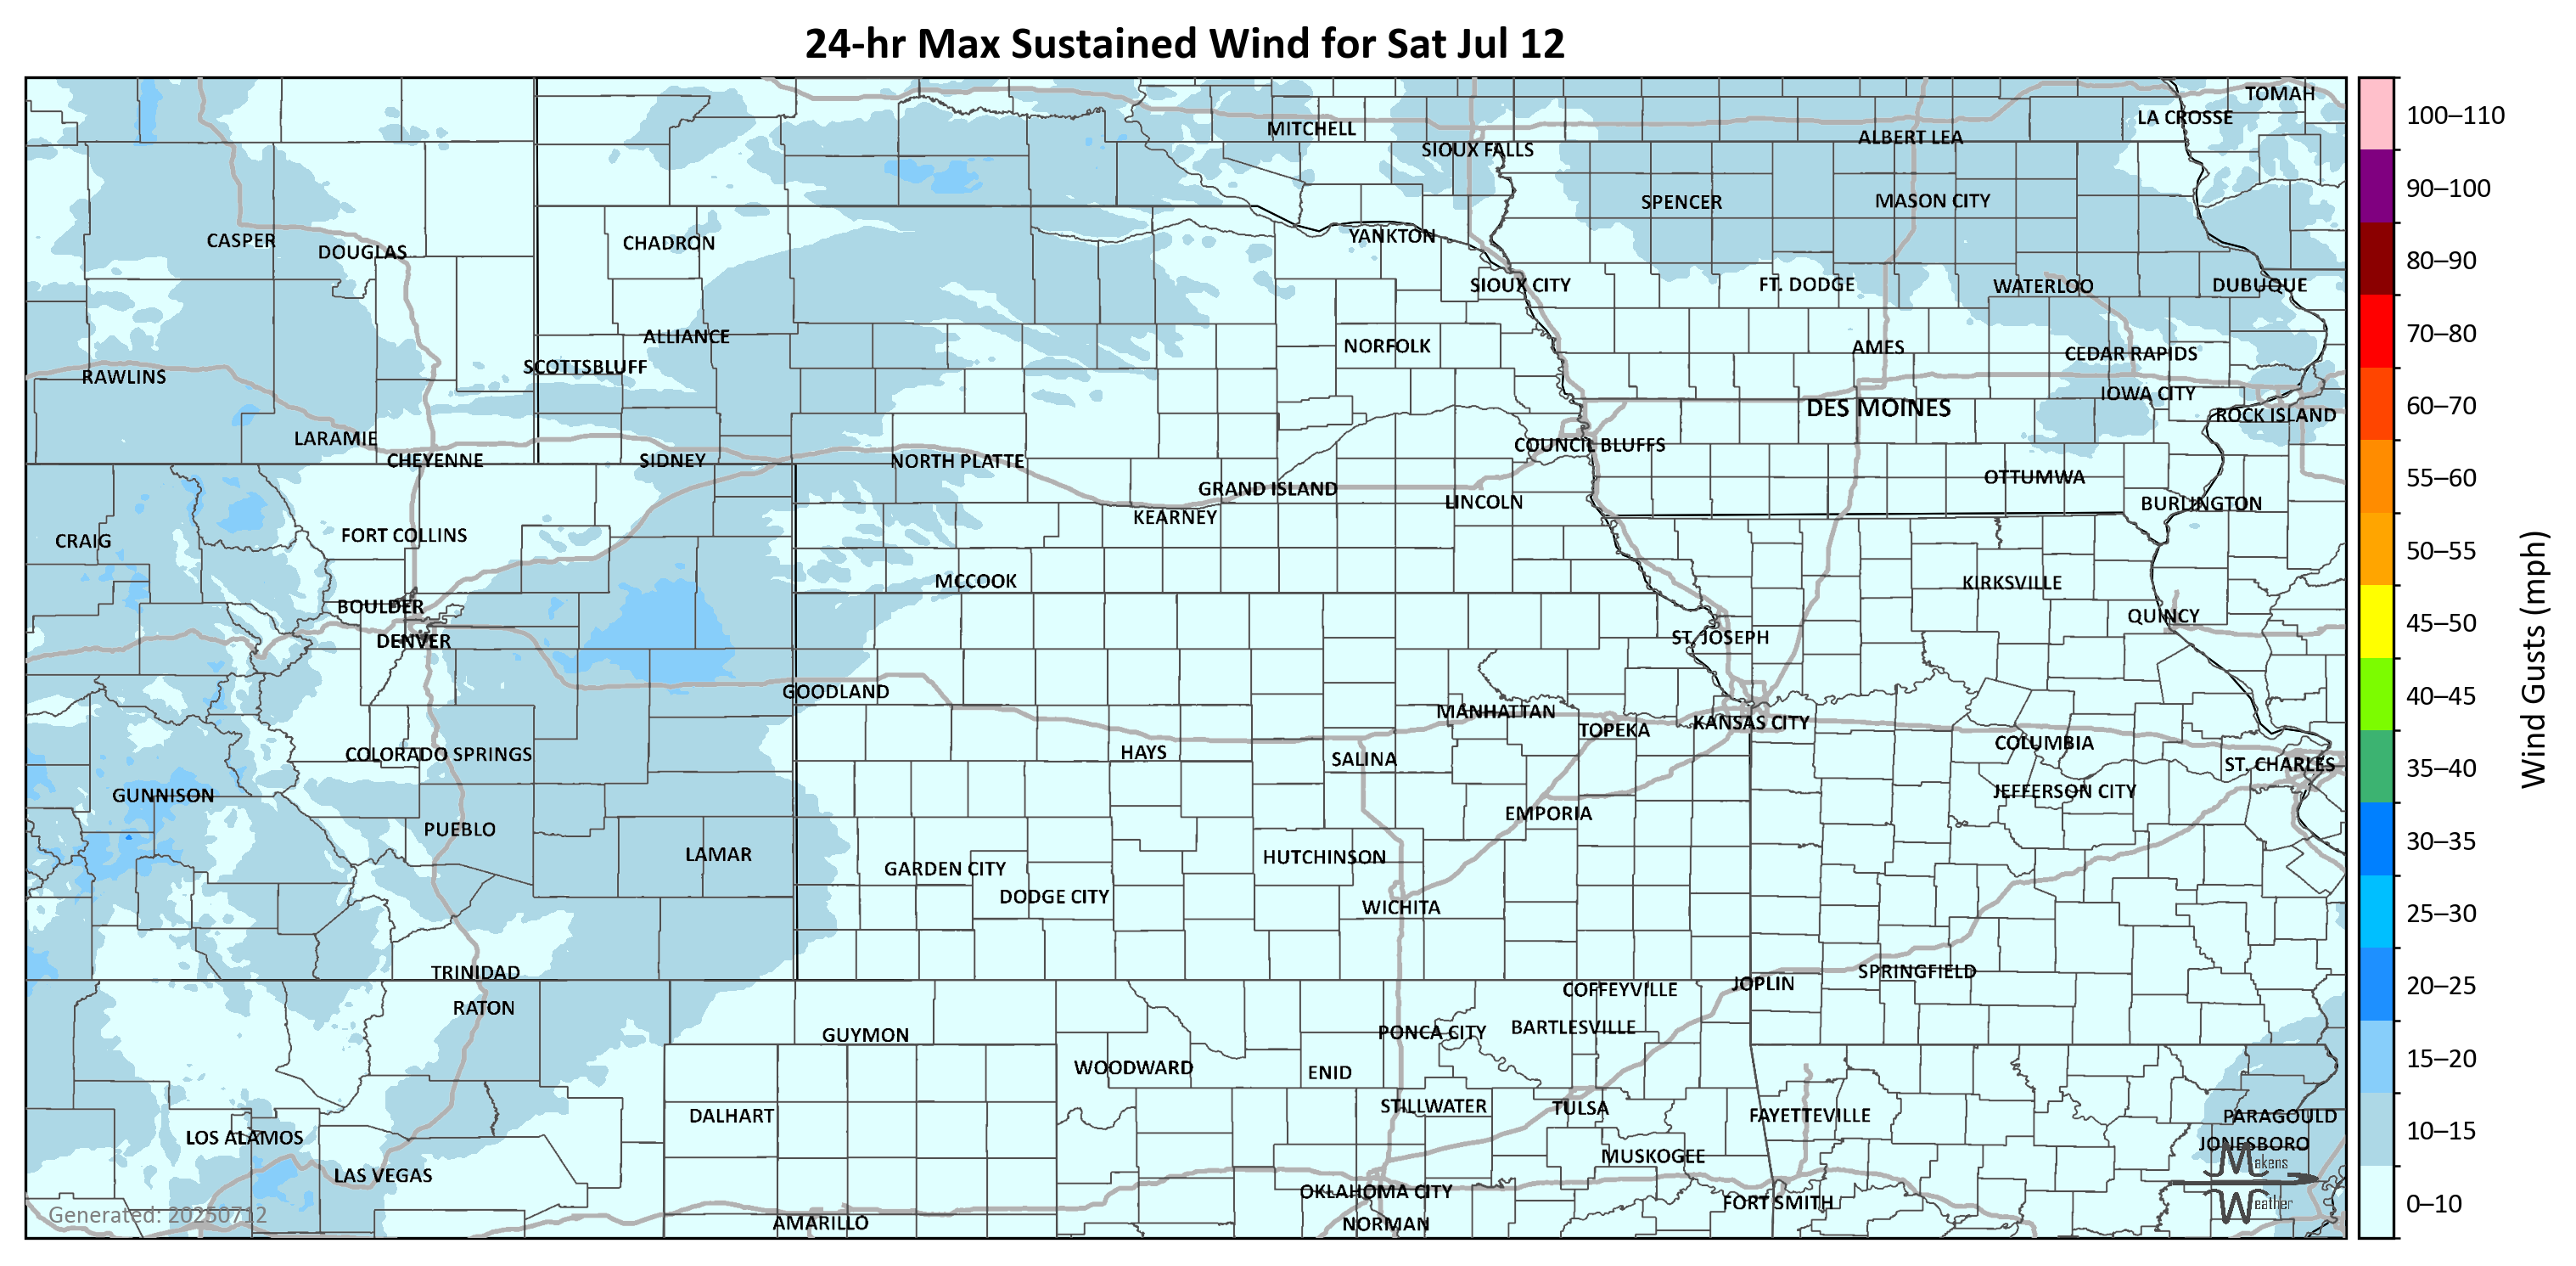 24-hr Max Sustained Wind for Sat Jul 12
TOMAH
LA CROSSE
MITCHELL
ALBERT LEA
SIOUX FALLS
SPENCER
MASON CITY
CASPER
DOUGLAS
CHADRON
YANKTON
SIOUX CITY
FT. DODGE
WATERLOO
DUBUQUE
ALLIANCE
NORFOLK
AMES
CEDAR RAPIDS
SCOTTSBLUFF
RAWLINS
IOWA CITY
DES MOINES
ROCK ISLAND
LARAMIE
COUNCIL BLUFFS
CHEYENNE
SIDNEY
NORTH PLATTE
OTTUMWA
GRAND ISLAND
LINCOLN
BURLINGTON
KEARNEY
FORT COLLINS
CRAIG
MCCOOK
KIRKSVILLE
BOULDER
QUINCY
DENVER
ST. JOSEPH
GOODLAND
MANHATTAN
KANSAS CITY
TOPEKA
COLUMBIA
HAYS
COLORADO SPRINGS
SALINA
ST. CHARLES
JEFFERSON CITY
GUNNISON
EMPORIA
PUEBLO
LAMAR
HUTCHINSON
GARDEN CITY
DODGE CITY
WICHITA
TRINIDAD
SPRINGFIELD
JOPLIN
COFFEYVILLE
RATON
BARTLESVILLE
PONCA CITY
GUYMON
WOODWARD
ENID
STILLWATER
TULSA
DALHART
FAYETTEVILLE
PARAGOULD
LOS ALAMOS
JONESBORO
MUSKOGEE
LAS VEGAS
OKLAHOMA CITY
FORT SMITH
AMARILLO
NORMAN
Makens
Weather
Generated: 20250712
100–110
90–100
80–90
70–80
60–70
55–60
50–55
45–50
40–45
35–40
30–35
25–30
20–25
15–20
10–15
0–10
Wind Gusts (mph)